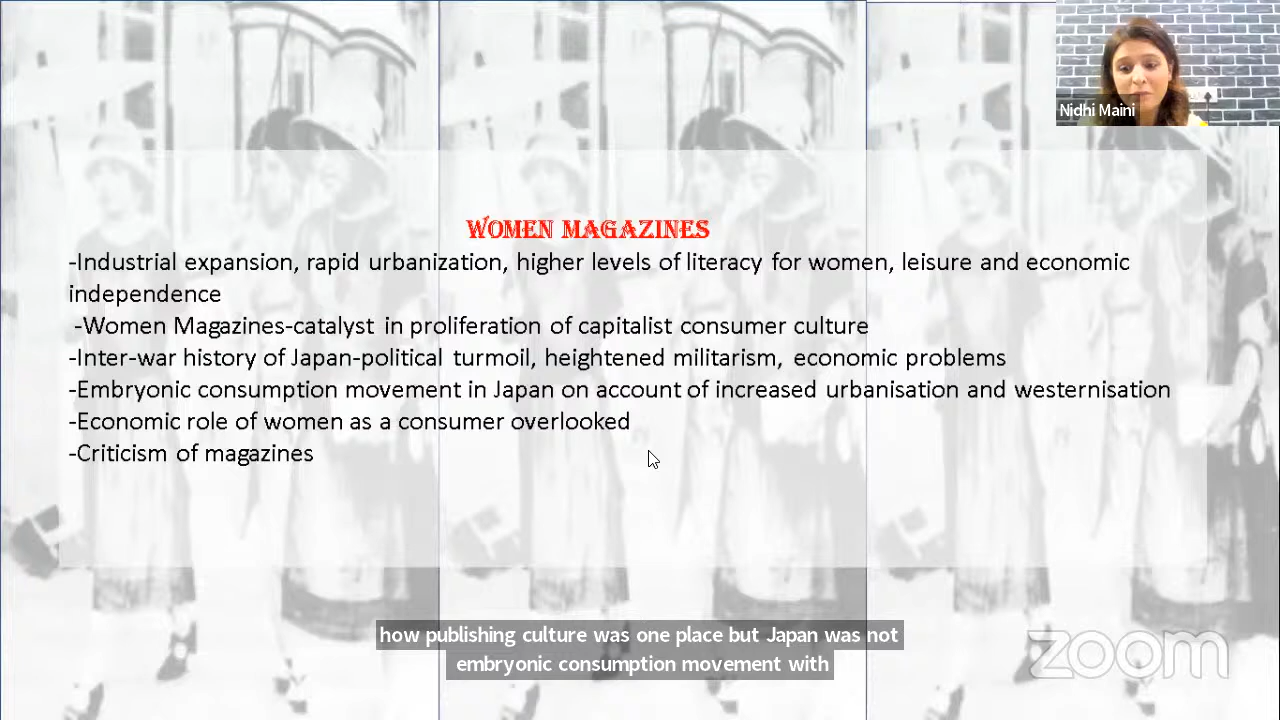 Nidhi Maini
WOMEN MAGAZINES
-Industrial expansion, rapid urbanization, higher levels of literacy for women, leisure and economic
independence
-Women Magazines-catalyst in proliferation of capitalist consumer culture
-Inter-war history of Japan-political turmoil, heightened militarism, economic problems
-Embryonic consumption movement in Japan on account of increased urbanisation and westernisation
-Economic role of women as a consumer overlooked
-Criticism of magazines
how publishing culture was one place but Japan was not
embryonic consumption movement with
zoom